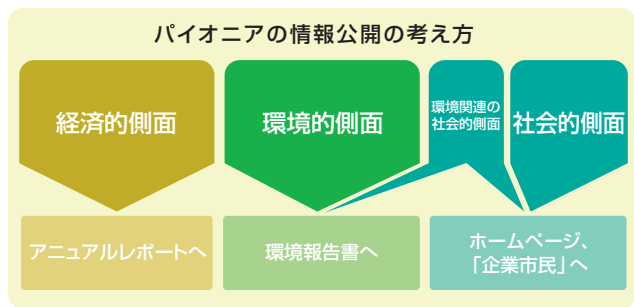 パイオニアの情報公開の考え方
経済的側面
環境的側面
環境関連の
社会的側面
社会的側面
アニュアルレポートへ
環境報告書へ
ホームページ、
「企業市民」へ